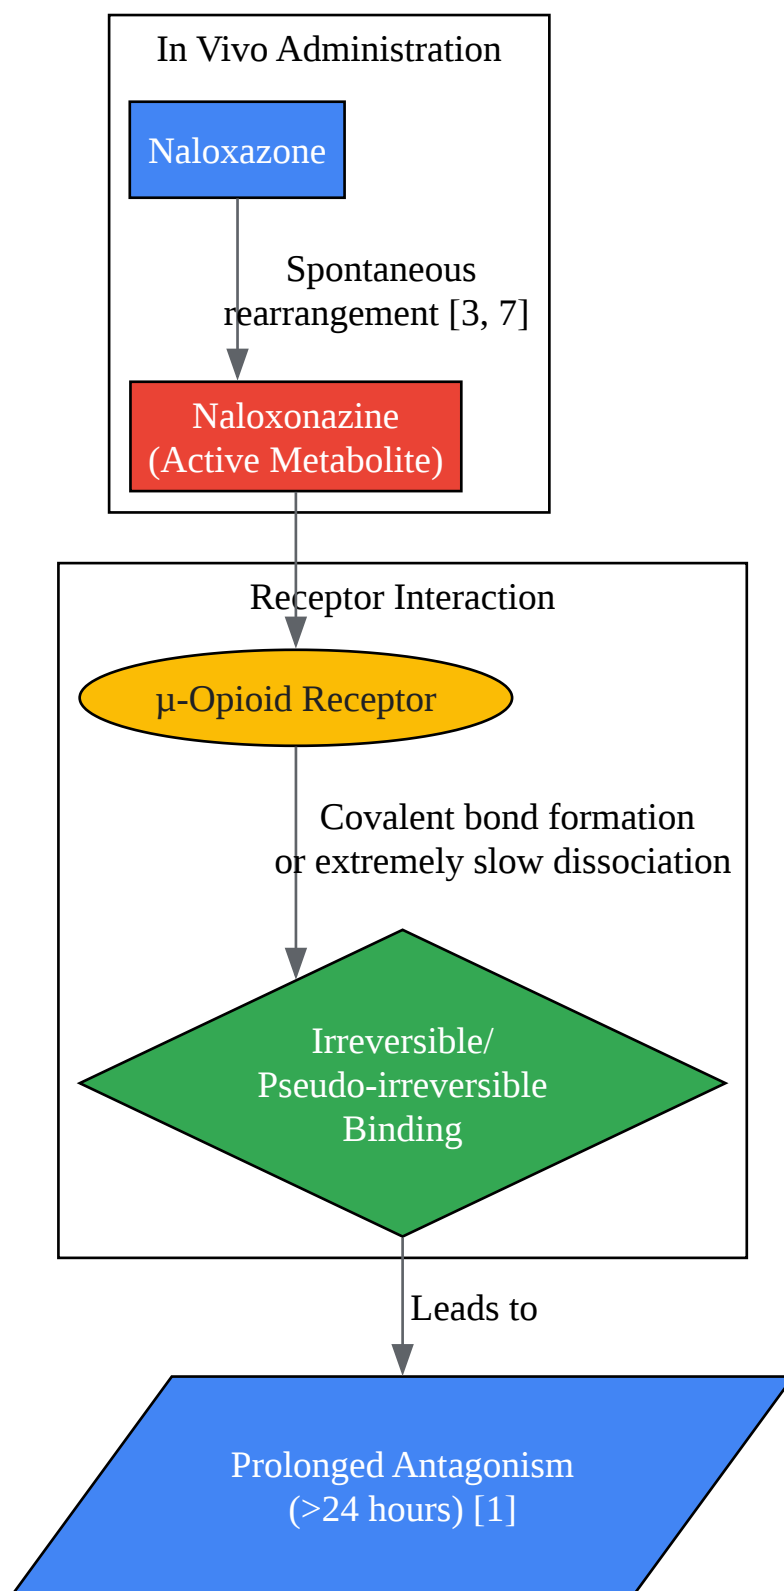 In Vivo Administration
Naloxazone
Spontaneous
rearrangement [3, 7]
Naloxonazine
(Active Metabolite)
Receptor Interaction
µ-Opioid Receptor
Covalent bond formation
or extremely slow dissociation
Irreversible/
Pseudo-irreversible
Binding
Leads to
Prolonged Antagonism
(>24 hours) [1]